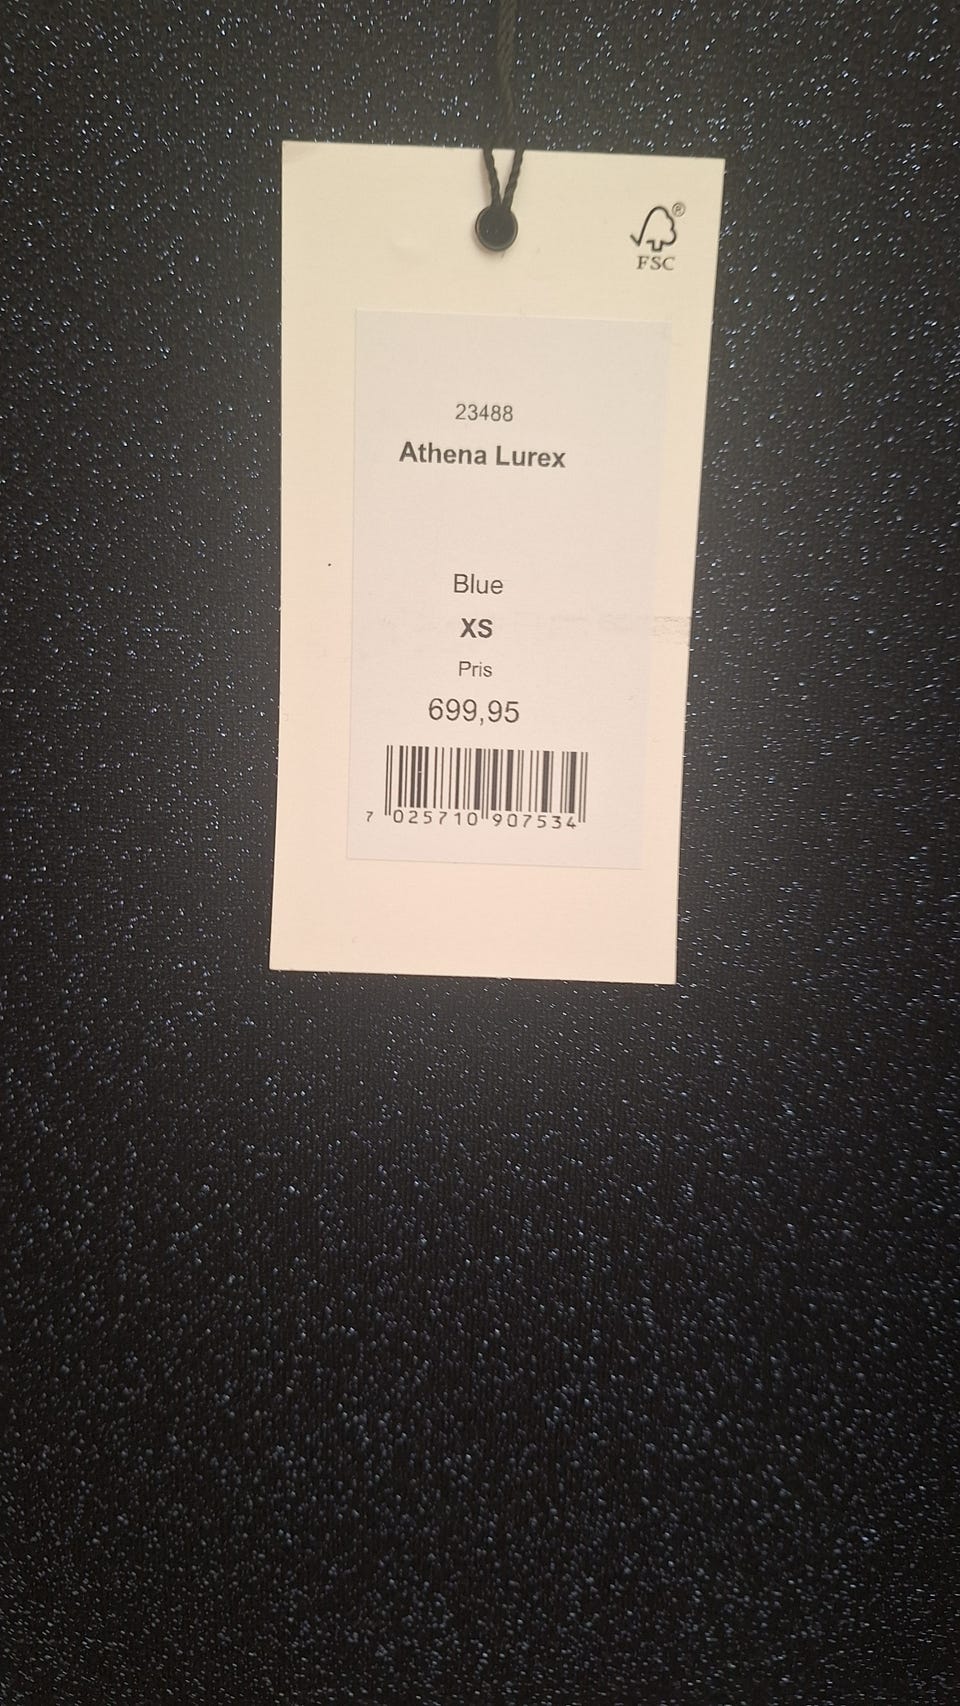 ®
FSC
23488
Athena Lurex
Blue
XS
Pris
699,95
7 025710 907534